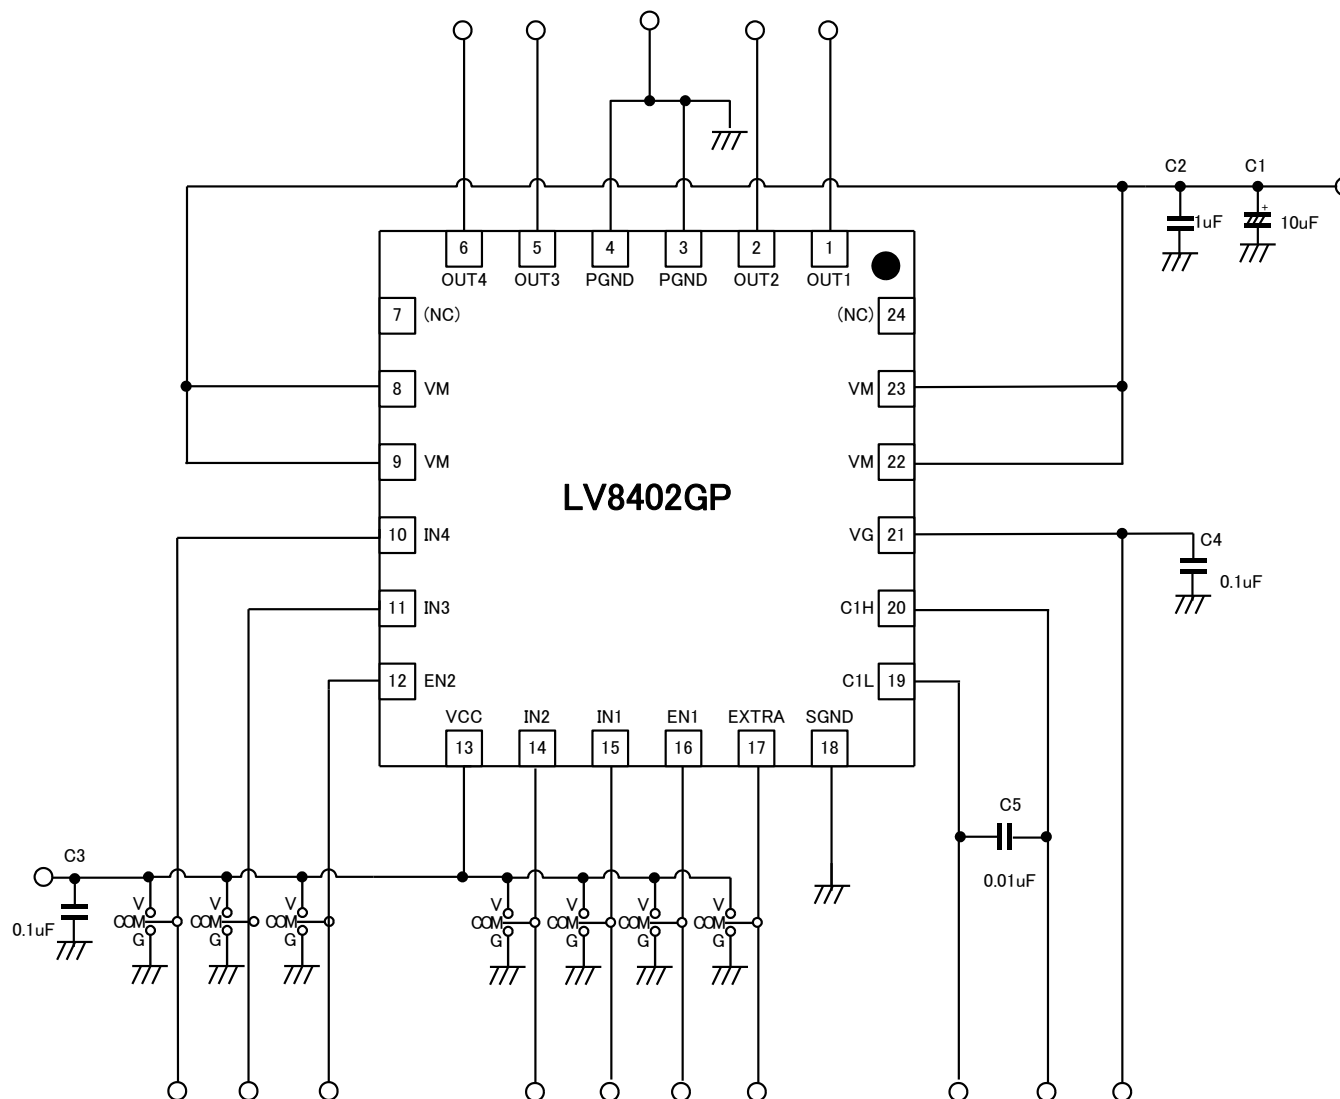 C2
C1
1uF
+
10uF
6
5
4
3
2
1
OUT4
OUT3
PGND
PGND
OUT2
OUT1
7
(NC)
(NC)
24
8
VM
VM
23
9
VM
VM
22
LV8402GP
10
IN4
VG
21
C4
0.1uF
11
IN3
C1H
20
12
EN2
C1L
19
VCC
IN2
IN1
EN1
EXTRA
SGND
13
14
15
16
17
18
C5
0.01uF
C3
0.1uF
V
COM
G
V
COM
G
V
COM
G
V
COM
G
V
COM
G
V
COM
G
V
COM
G